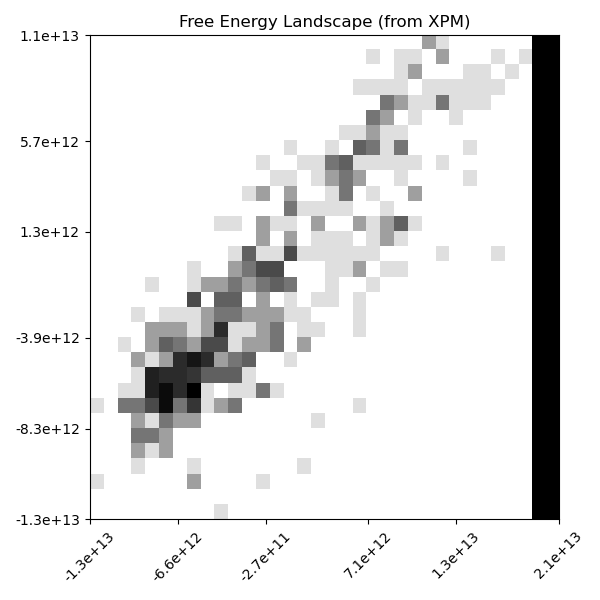 Free Energy Landscape (from XPM)
1.1e+13
5.7e+12
1.3e+12
-3.9e+12
-8.3e+12
-1.3e+13
-1.3e+13
-6.6e+12
-2.7e+11
7.1e+12
1.3e+13
2.1e+13